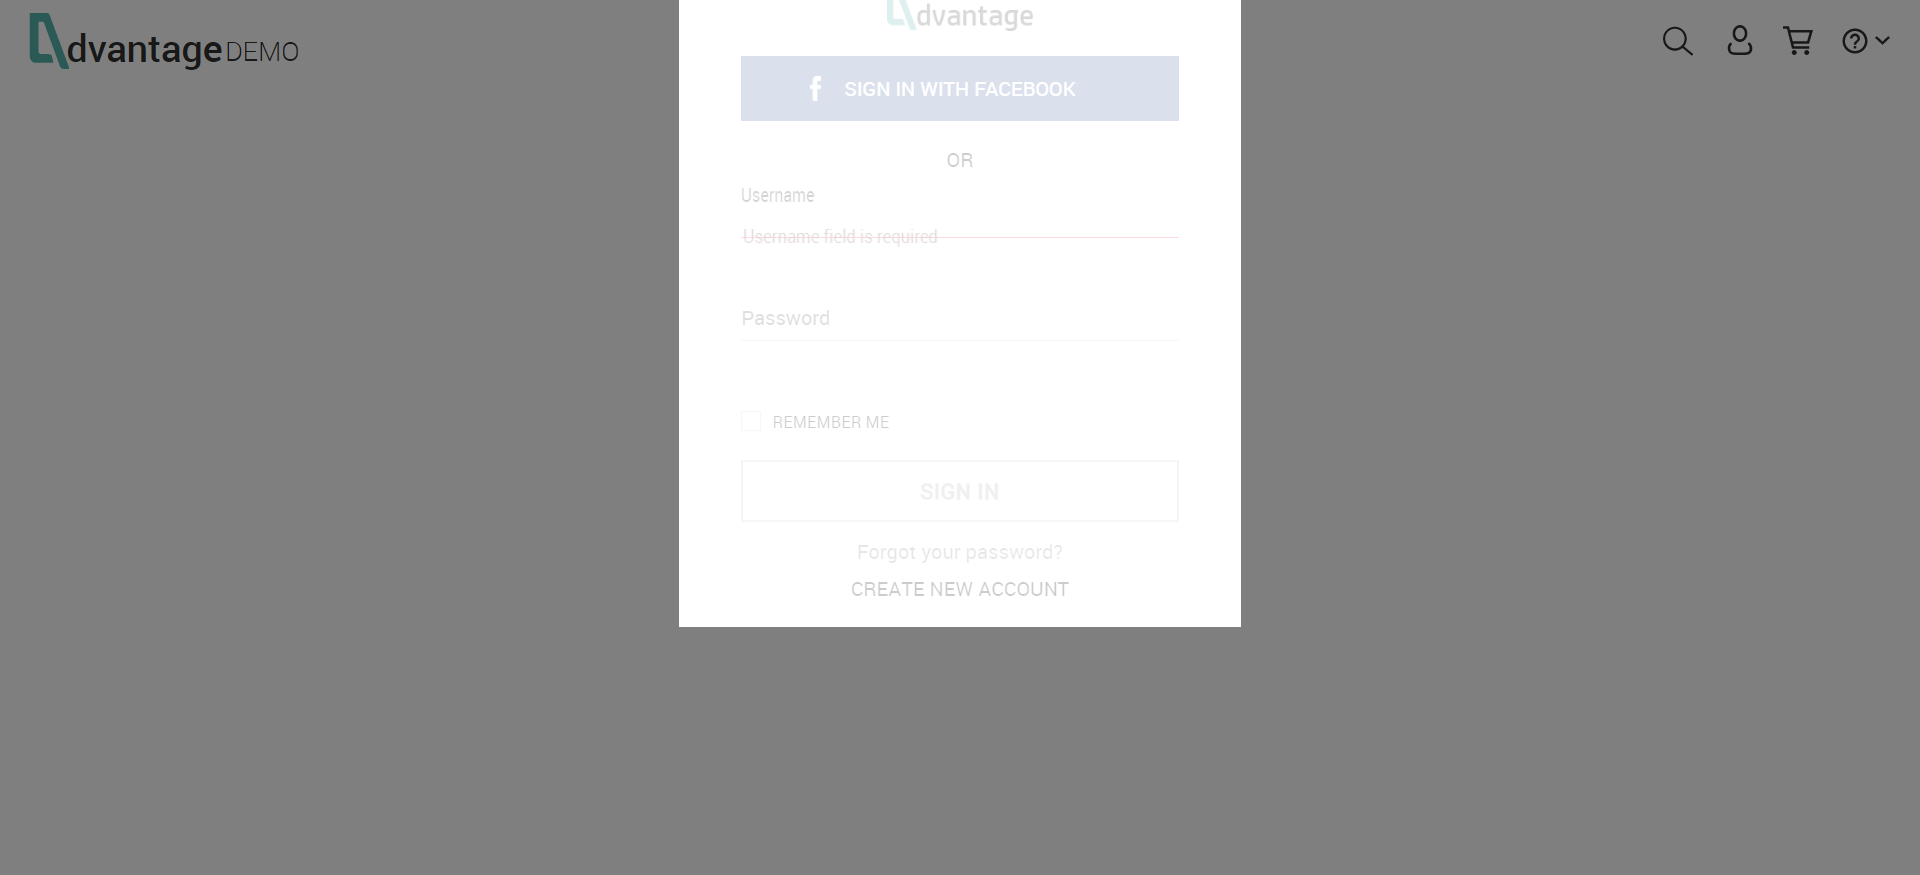 dvantage DEMO
dvantage
SIGN IN WITH FACEBOOK
OR
Username
Username field is required
Password
REMEMBER ME
SIGN IN
Forgot your password?
CREATE NEW ACCOUNT